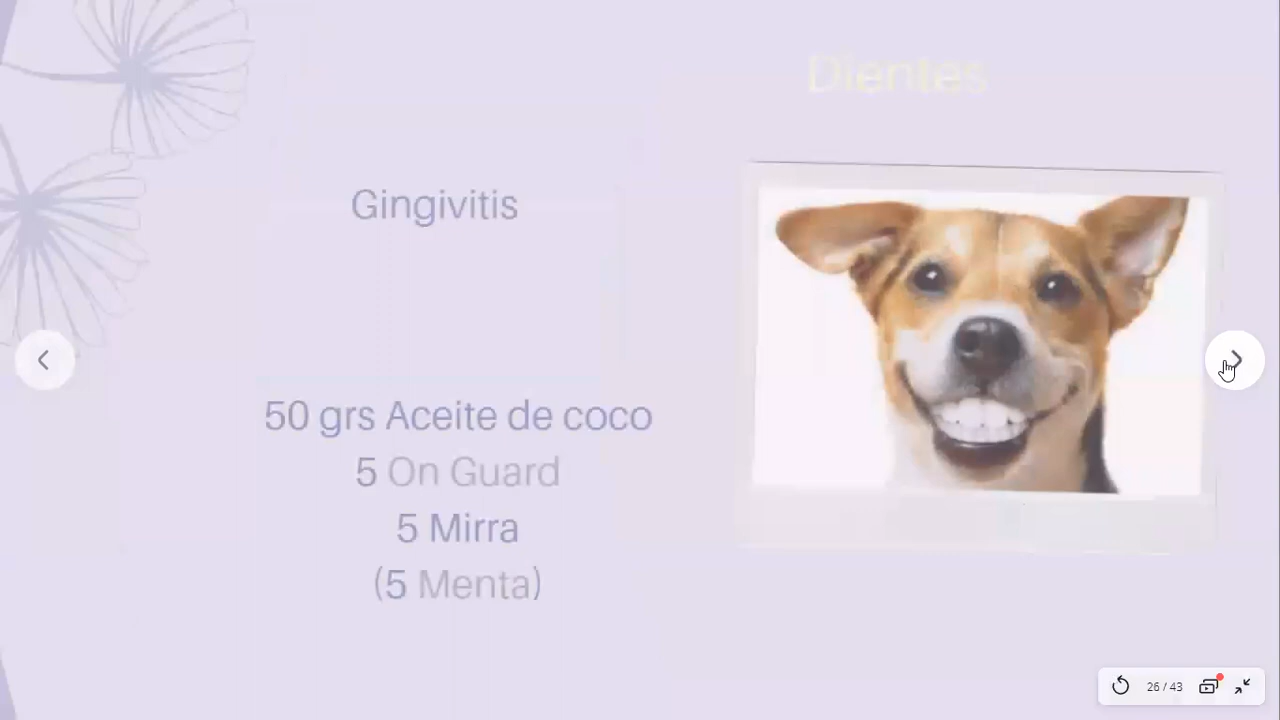 Dientes
Gingivitis
50 grs Aceite de coco
5 On Guard
5 Mirra
(5 Menta)
26 / 43